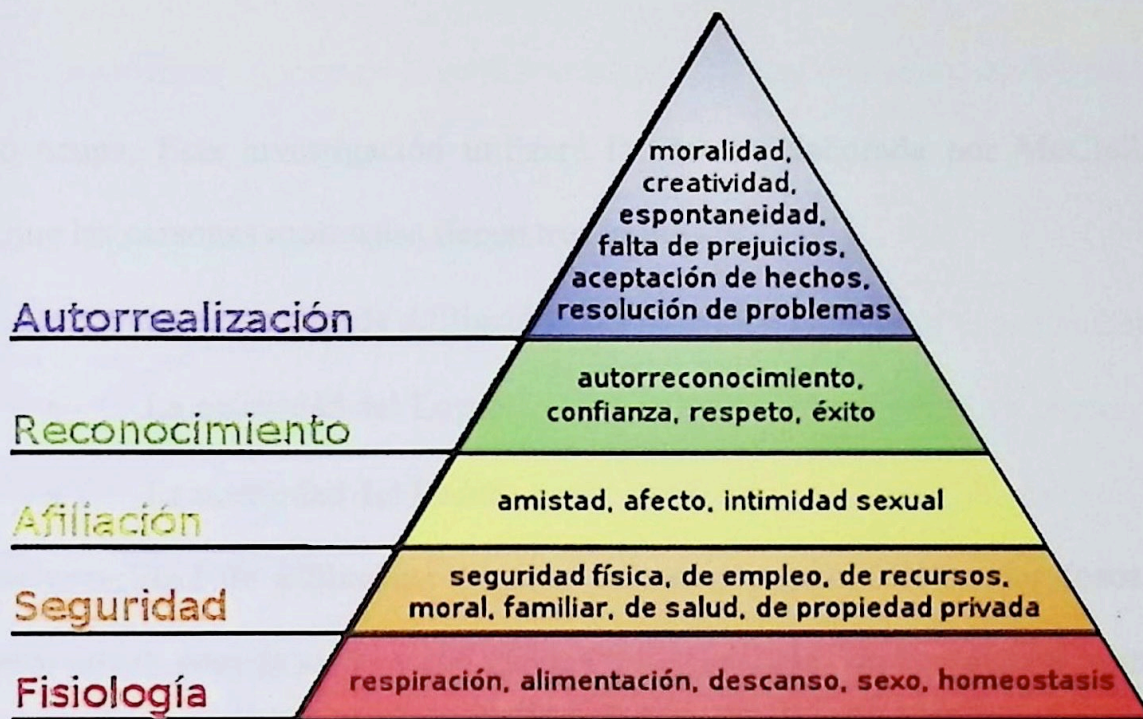 moralidad,
creatividad,
espontaneidad,
falta de prejuicios,
aceptación de hechos,
resolución de problemas
Autorrealización
autorreconocimiento,
confianza, respeto, éxito
Reconocimiento
amistad, afecto, intimidad sexual
Afiliación
seguridad física, de empleo, de recursos,
moral, familiar, de salud, de propiedad privada
Seguridad
respiración, alimentación, descanso, sexo, homeostasis
Fisiología